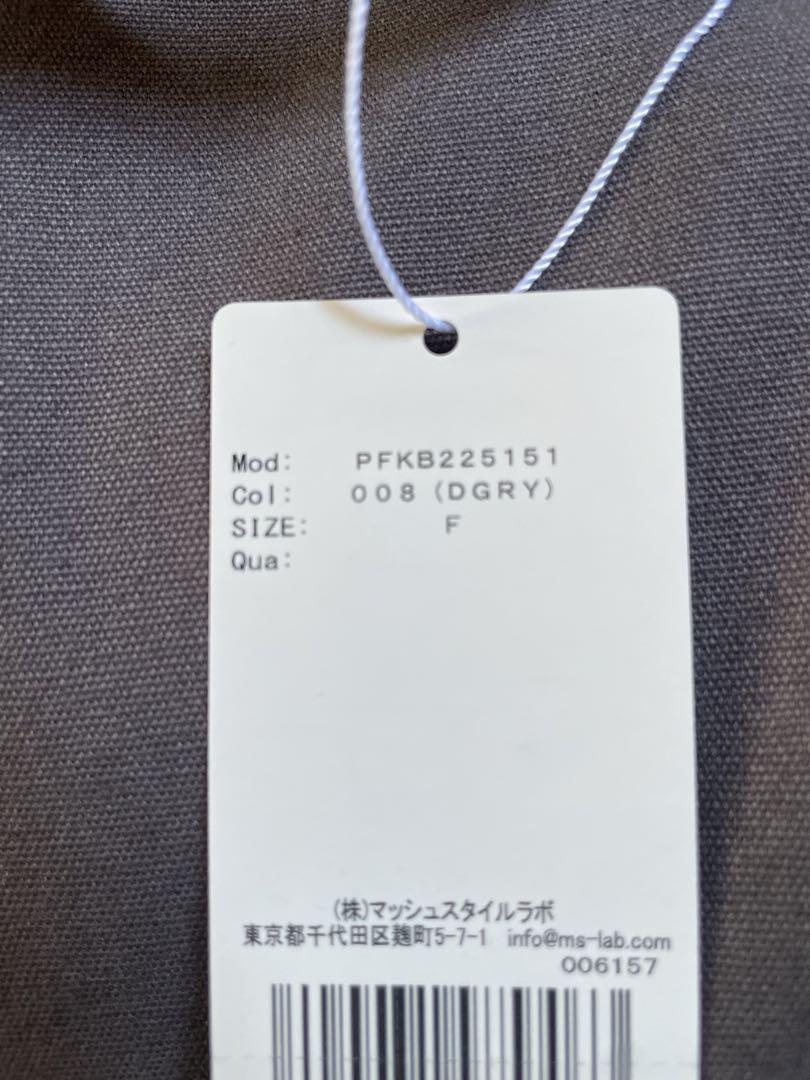 Mod: PFKB225151
Col: 008 (DGRY)
SIZE: F
Qua:
(株)マッシュスタイルラボ
東京都千代田区麹町5-7-1 info@ms-lab.com
006157